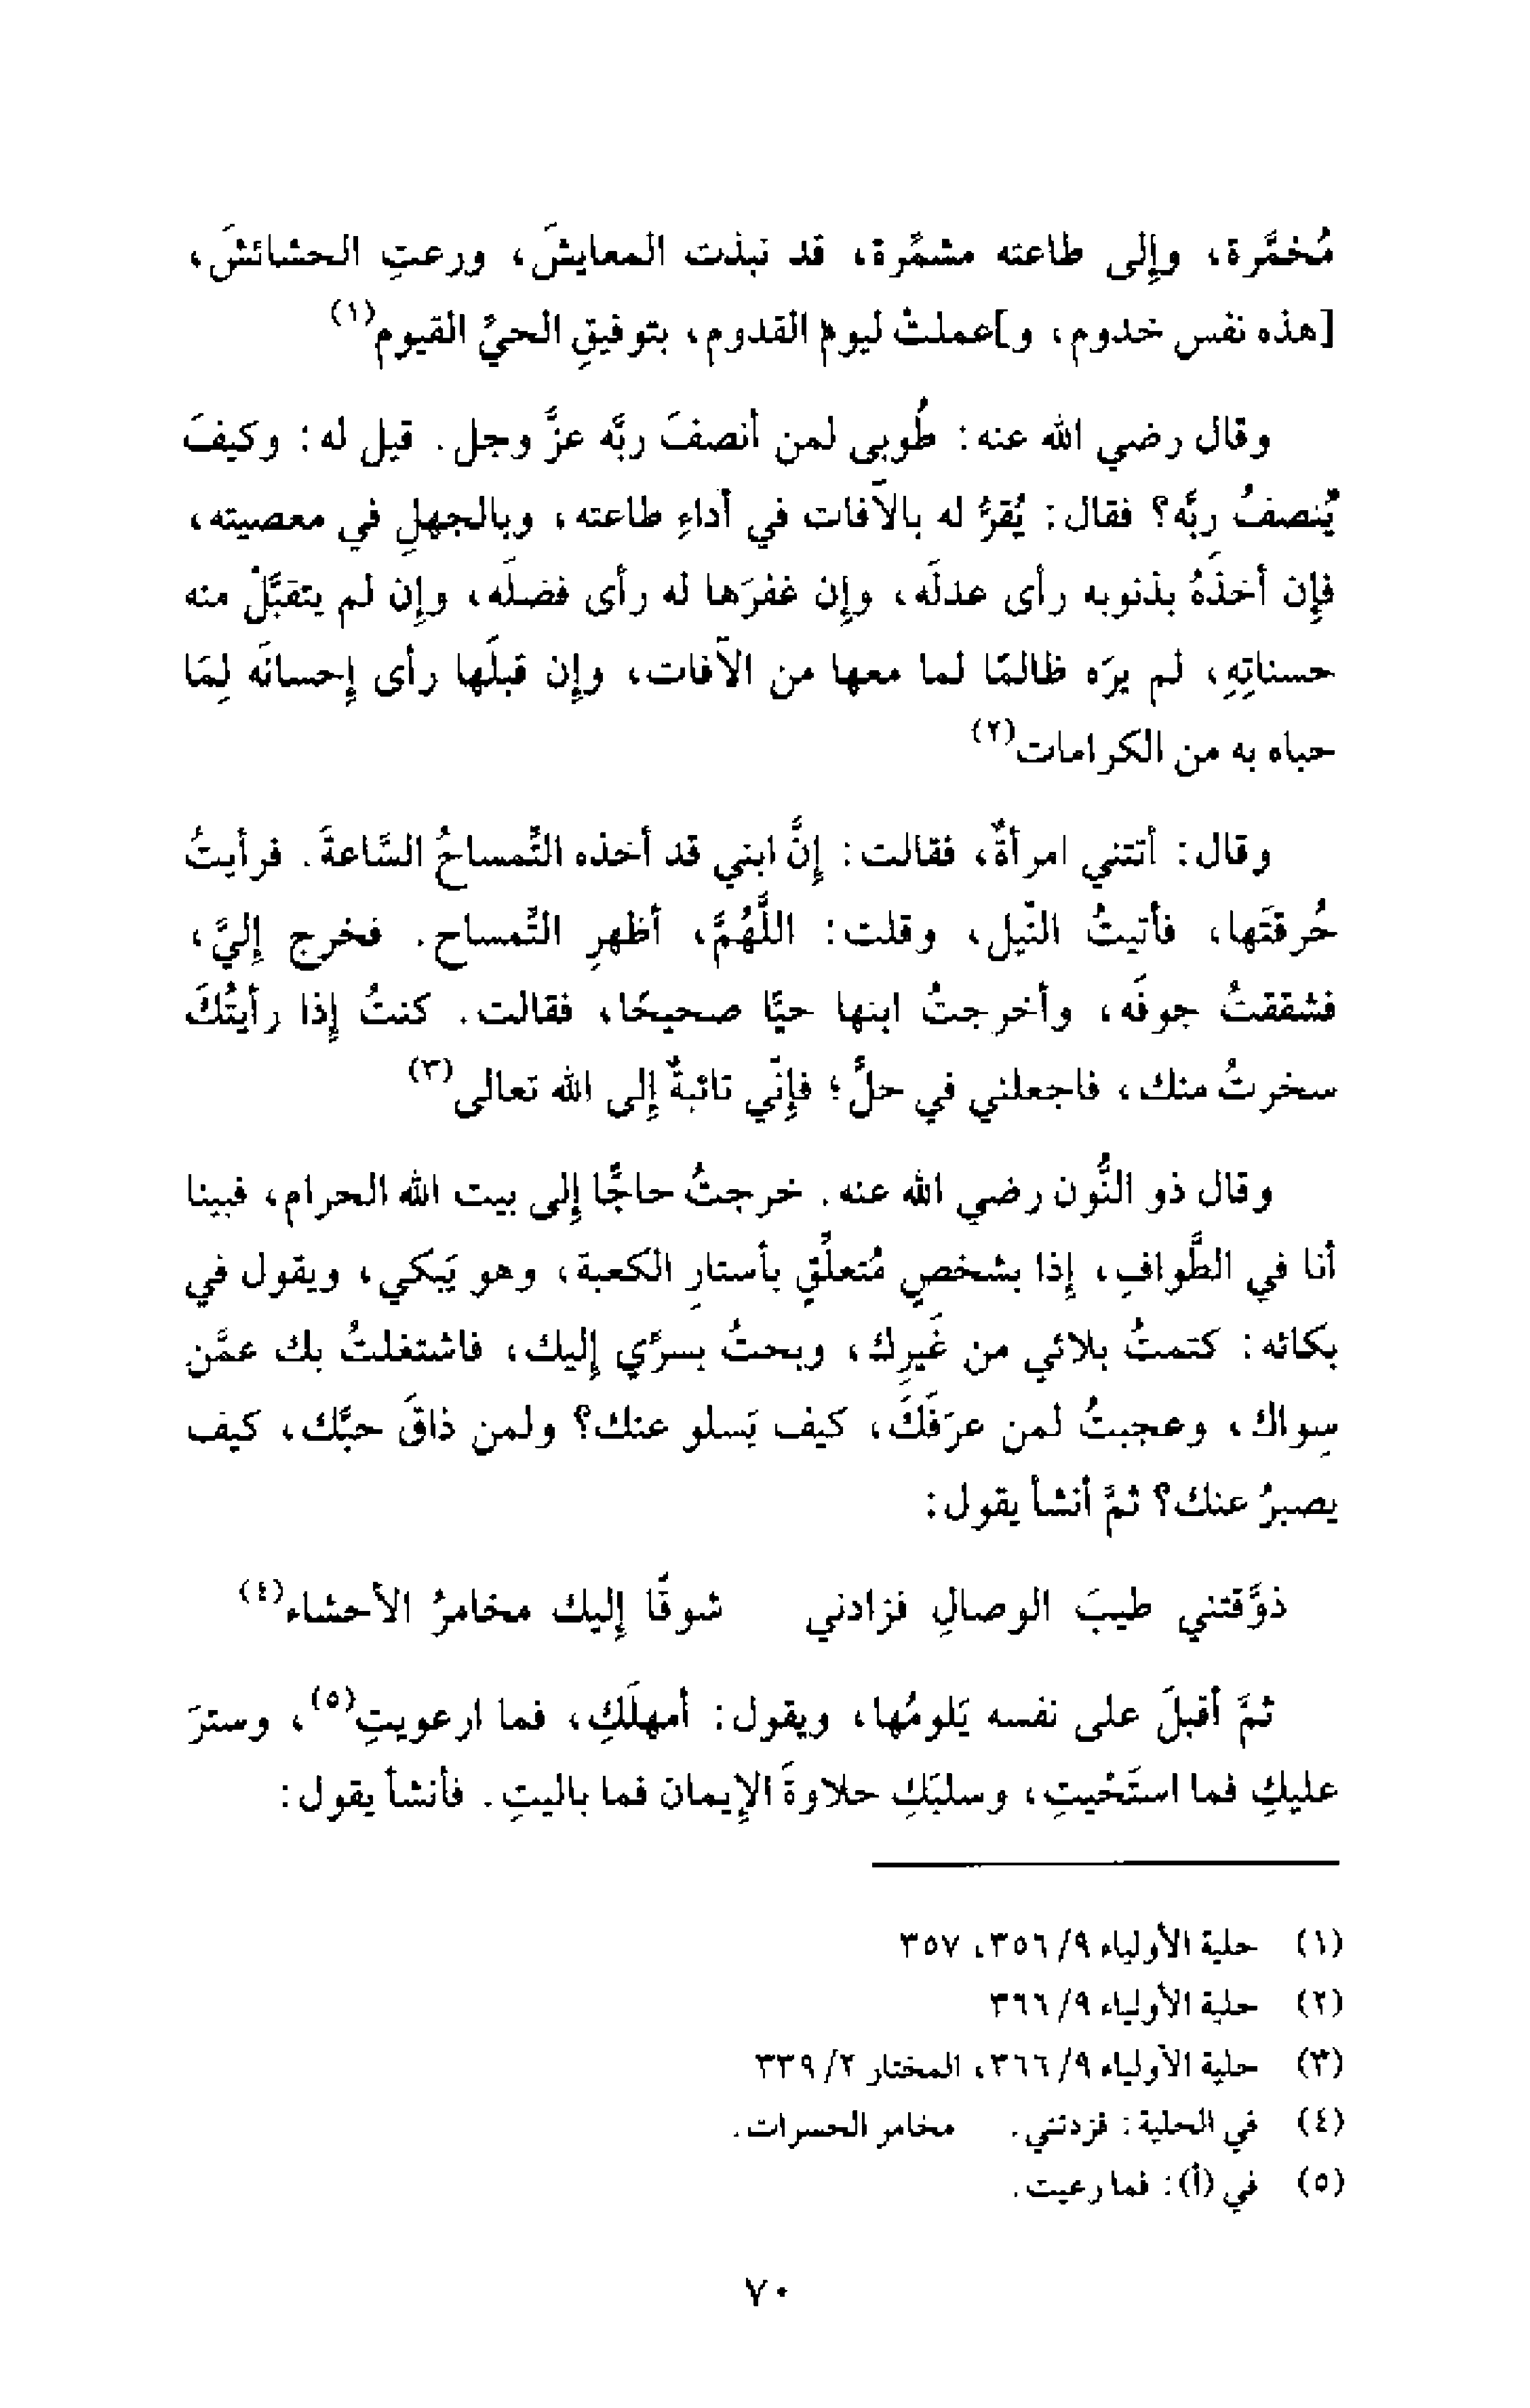 مُخمَّرة، وإلى طاعته مشمِّرة، قد نبذت المعايشَ، ورعتِ الحشائشَ،
[هذه نفس خدوم، و]عملتْ ليوم القدوم، بتوفيقِ الحيِّ القيوم(١)
وقال رضي الله عنه: طُوبى لمن أنصفَ ربَّه عزَّ وجل. قيل له: وكيفَ
يُنصفُ ربَّه؟ فقال: يُقرُّ له بالآفات في أداءِ طاعته، وبالجهلِ في معصيته،
فإن أخذَهُ بذنوبه رأى عدلَه، وإن غفرَها له رأى فضلَه، وإن لم يتقبَّلْ منه
حسناتِهِ، لم يرَه ظالمًا لما معها من الآفات، وإن قبلَها رأى إحسانَه لِمَا
حباه به من الكرامات(٢)
وقال: أتتني امرأةٌ، فقالت: إنَّ ابني قد أخذه التِّمساحُ السَّاعةَ. فرأيتُ
حُرقتَها، فأتيتُ النّيل، وقلت: اللَّهُمَّ، أظهرِ التِّمساح. فخرج إليَّ،
فشققتُ جوفَه، وأخرجتُ ابنها حيًّا صحيحًا، فقالت. كنتُ إذا رأيتُكَ
سخرتُ منك، فاجعلني في حلٍّ؛ فإنّي تائبةٌ إلى الله تعالى(٣)
وقال ذو النُّون رضي الله عنه. خرجتُ حاجًّا إلى بيت الله الحرام، فبينا
أنا في الطَّوافِ، إذا بشخصٍ مُتعلِّقٍ بأستارِ الكعبة، وهو يَبكي، ويقول في
بكائه: كتمتُ بلائي من غَيرِك، وبحتُ بسرِّي إليك، فاشتغلتُ بك عمَّن
سِواك، وعجبتُ لمن عرَفَكَ، كيف يَسلو عنك؟ ولمن ذاقَ حبَّك، كيف
يصبرُ عنك؟ ثمَّ أنشأ يقول:
ذوَّقتني طيبَ الوصالِ فزادني شوقًا إليك مخامرُ الأحشاء(٤)
ثمَّ أقبلَ على نفسه يَلومُها، ويقول: أمهلَكِ، فما ارعويتِ(٥)، وسترَ
عليكِ فما استَحْيتِ، وسلبَكِ حلاوةَ الإيمان فما باليتِ. فأنشأ يقول:
(١) حلية الأولياء ٩/ ٣٥٦، ٣٥٧
(٢) حلية الأولياء ٩/ ٣٦٦
(٣) حلية الأولياء ٩/ ٣٦٦، المختار ٢/ ٣٣٩
(٤) في الحلية: فزدتني. مخامر الحسرات.
(٥) في (أ): فما رعيت.
٧٠